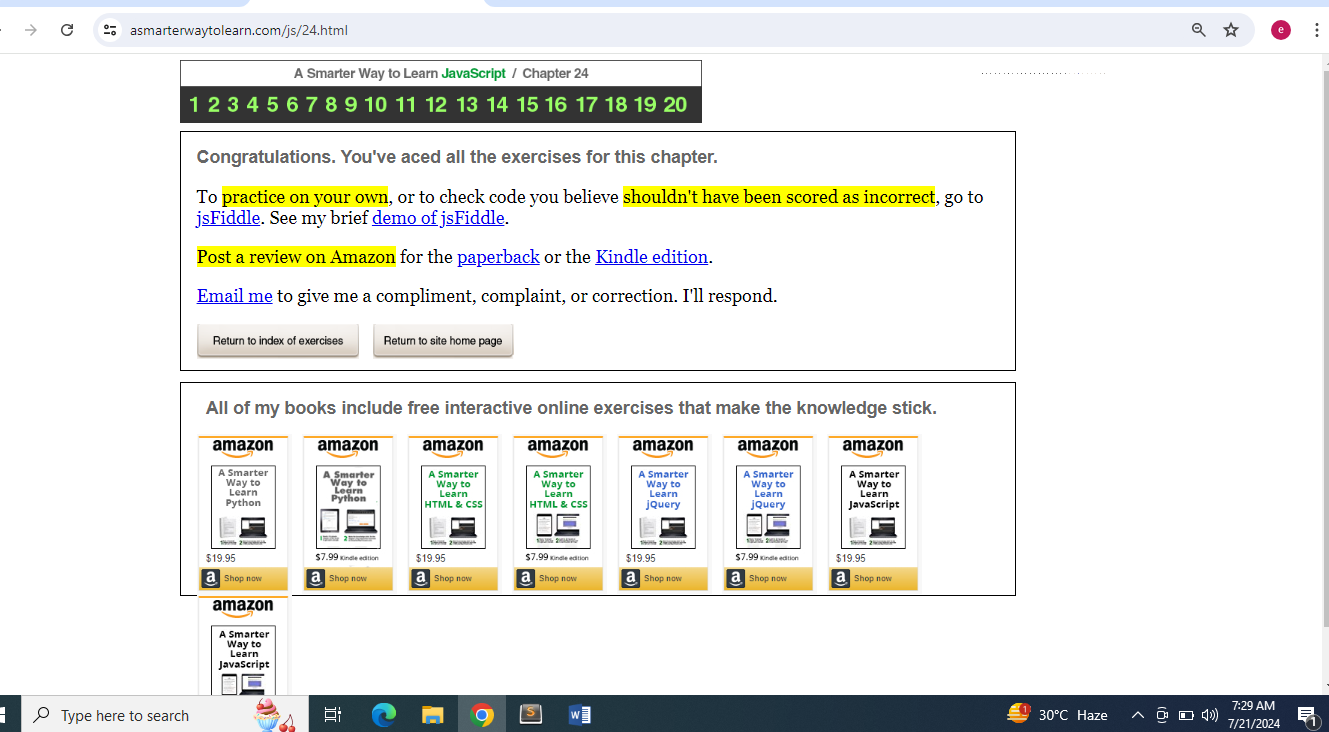 asmarterwaytolearn.com/js/24.html
e
A Smarter Way to Learn JavaScript / Chapter 24
1 2 3 4 5 6 7 8 9 10 11 12 13 14 15 16 17 18 19 20
Congratulations. You've aced all the exercises for this chapter.
To practice on your own, or to check code you believe shouldn't have been scored as incorrect, go to
jsFiddle. See my brief demo of jsFiddle.
Post a review on Amazon for the paperback or the Kindle edition.
Email me to give me a compliment, complaint, or correction. I'll respond.
Return to index of exercises Return to site home page
All of my books include free interactive online exercises that make the knowledge stick.
amazon amazon amazon amazon amazon amazon amazon
A Smarter A Smarter A Smarter A Smarter A Smarter A Smarter A Smarter
Way to Way to Way to Way to Way to Way to Way to
Learn Learn Learn Learn Learn Learn Learn
Python Python HTML & CSS HTML & CSS jQuery jQuery JavaScript
$19.95 $7.99 Kindle edition $19.95 $7.99 Kindle edition $19.95 $7.99 Kindle edition $19.95
a Shop now a Shop now a Shop now a Shop now a Shop now a Shop now a Shop now
amazon
A Smarter
Way to
Learn
JavaScript
Type here to search
S
W
1
30°C Haze
7:29 AM
7/21/2024
1